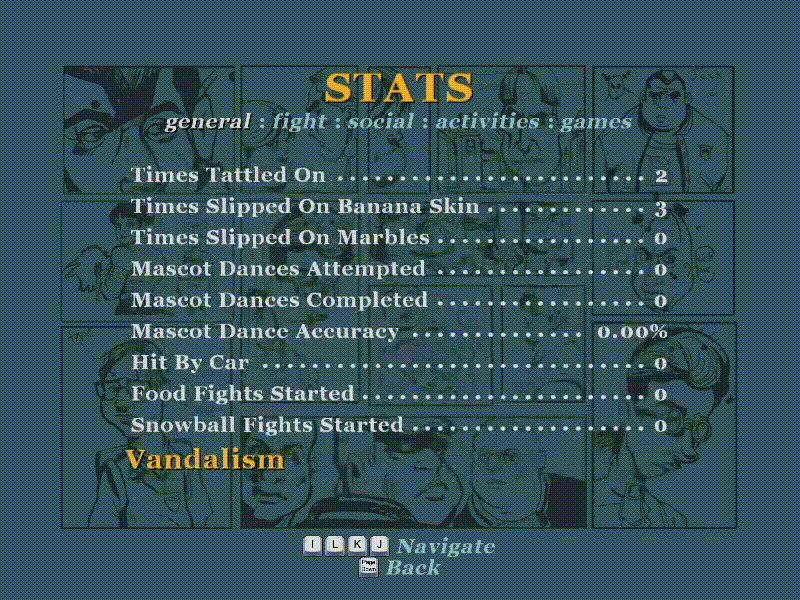 STATS
general : fight : social : activities : games
Times Tattled On . . . . . . . . . . . . . . . . . . . . . . . . . . 2
Times Slipped On Banana Skin . . . . . . . . . . . . . 3
Times Slipped On Marbles . . . . . . . . . . . . . . . . . 0
Mascot Dances Attempted . . . . . . . . . . . . . . . . . 0
Mascot Dances Completed . . . . . . . . . . . . . . . . . 0
Mascot Dance Accuracy . . . . . . . . . . . . . . 0.00%
Hit By Car . . . . . . . . . . . . . . . . . . . . . . . . . . . . . . . 0
Food Fights Started . . . . . . . . . . . . . . . . . . . . . . . 0
Snowball Fights Started . . . . . . . . . . . . . . . . . . . 0
Vandalism
I L K J Navigate
Page Down Back